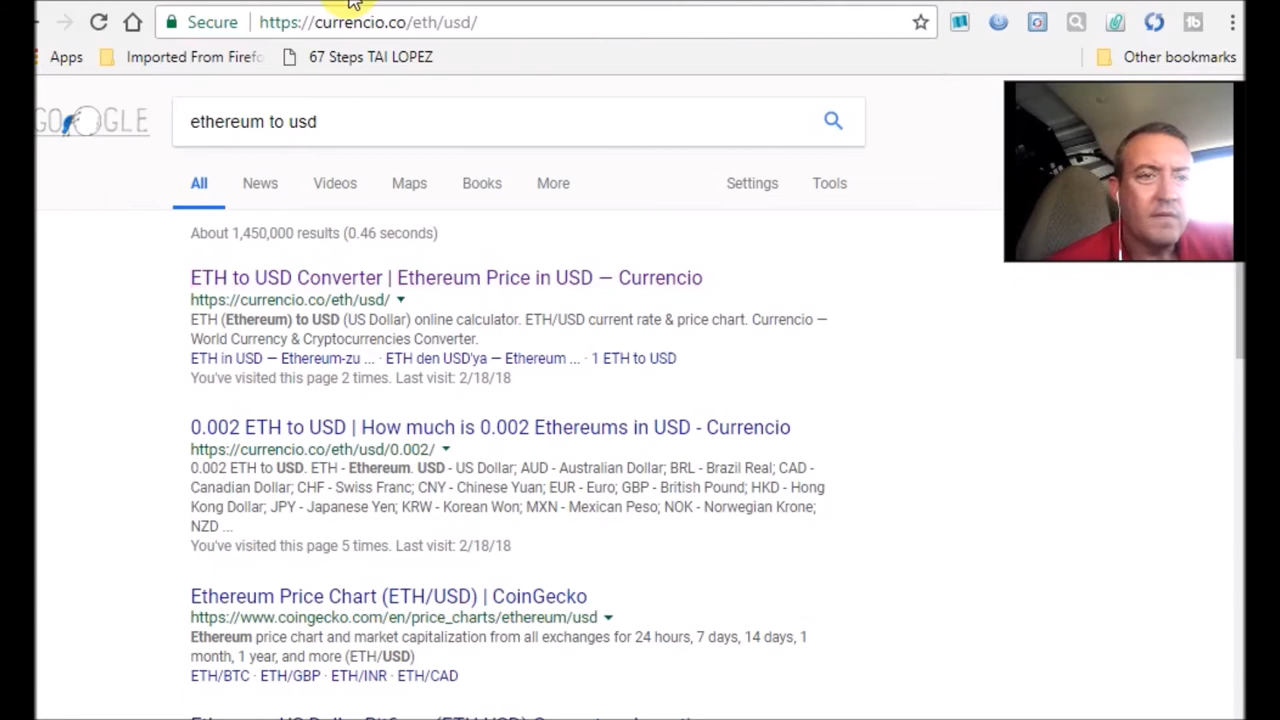 Secure https://currencio.co/eth/usd/
Apps Imported From Firefo 67 Steps TAI LOPEZ Other bookmarks
GOOGLE ethereum to usd
All News Videos Maps Books More Settings Tools
About 1,450,000 results (0.46 seconds)
ETH to USD Converter | Ethereum Price in USD – Currencio
https://currencio.co/eth/usd/
ETH (Ethereum) to USD (US Dollar) online calculator. ETH/USD current rate & price chart. Currencio —
World Currency & Cryptocurrencies Converter.
ETH in USD — Ethereum-zu ... · ETH den USD'ya — Ethereum ... · 1 ETH to USD
You've visited this page 2 times. Last visit: 2/18/18
0.002 ETH to USD | How much is 0.002 Ethereums in USD - Currencio
https://currencio.co/eth/usd/0.002/
0.002 ETH to USD. ETH - Ethereum. USD - US Dollar; AUD - Australian Dollar; BRL - Brazil Real; CAD -
Canadian Dollar; CHF - Swiss Franc; CNY - Chinese Yuan; EUR - Euro; GBP - British Pound; HKD - Hong
Kong Dollar; JPY - Japanese Yen; KRW - Korean Won; MXN - Mexican Peso; NOK - Norwegian Krone;
NZD ...
You've visited this page 5 times. Last visit: 2/18/18
Ethereum Price Chart (ETH/USD) | CoinGecko
https://www.coingecko.com/en/price_charts/ethereum/usd
Ethereum price chart and market capitalization from all exchanges for 24 hours, 7 days, 14 days, 1
month, 1 year, and more (ETH/USD)
ETH/BTC · ETH/GBP · ETH/INR · ETH/CAD